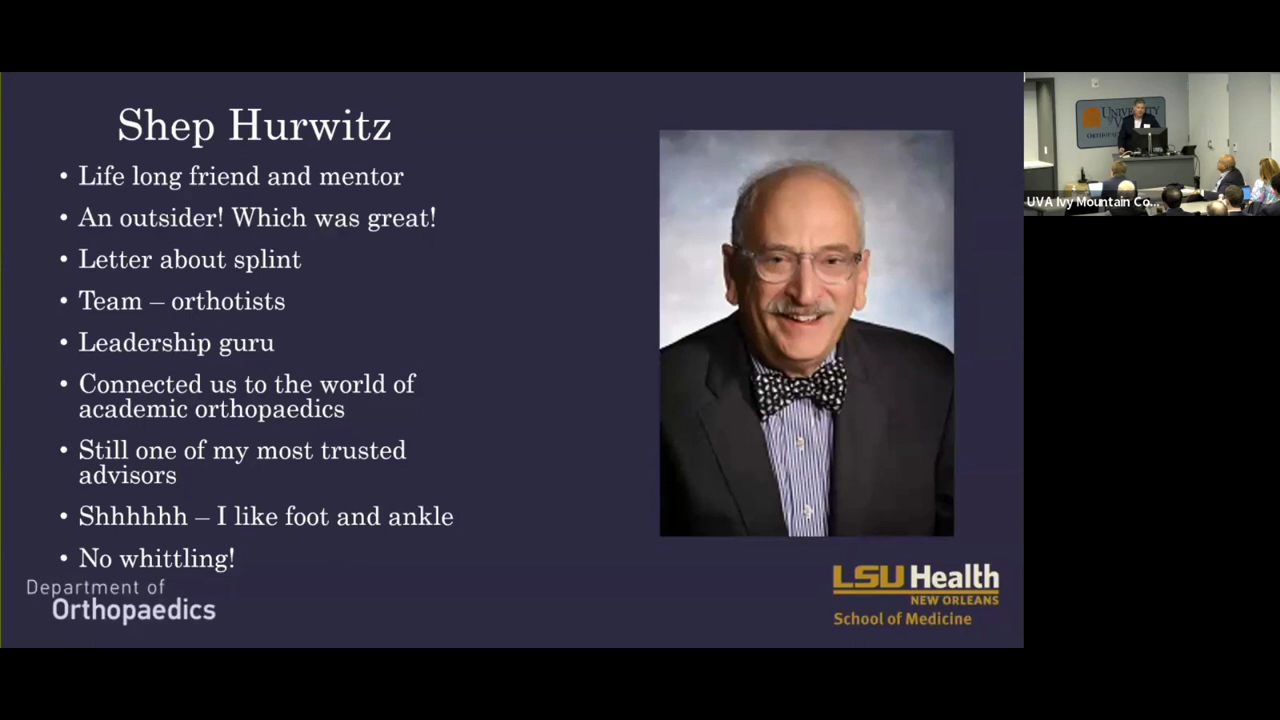 Shep Hurwitz
• Life long friend and mentor
• An outsider! Which was great!
• Letter about splint
• Team – orthotists
• Leadership guru
• Connected us to the world of
academic orthopaedics
• Still one of my most trusted
advisors
• Shhhhhh – I like foot and ankle
• No whittling!
Department of
Orthopaedics
LSU Health
NEW ORLEANS
School of Medicine
UNIVERSITY
UVA Ivy Mountain Co...